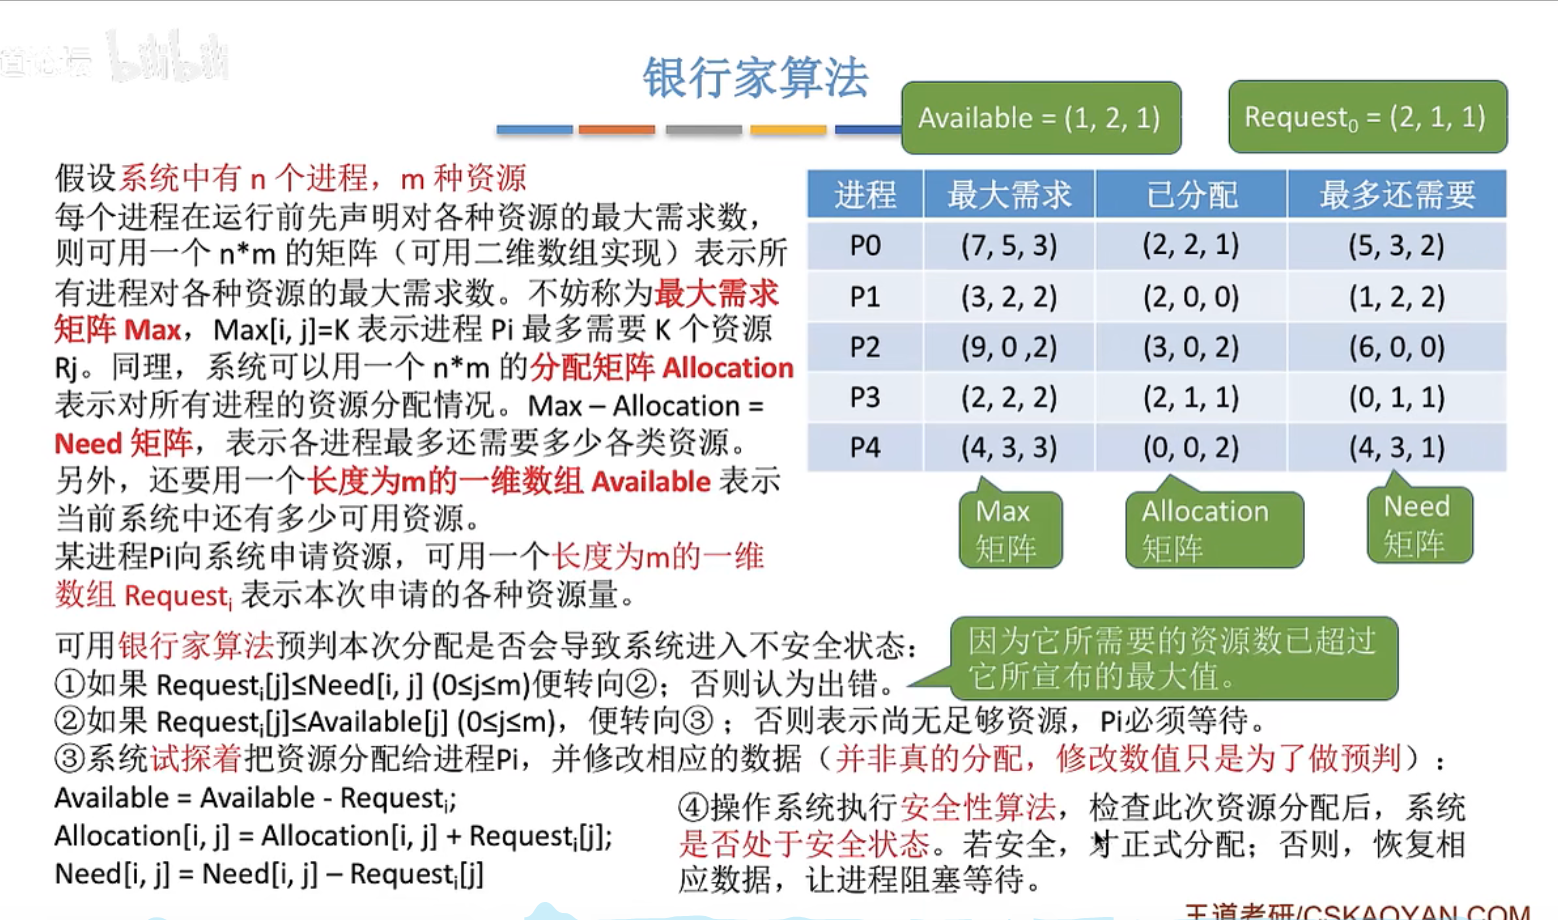 bilibili
银行家算法
Available = (1, 2, 1)
Request0 = (2, 1, 1)
假设系统中有 n 个进程，m 种资源
每个进程在运行前先声明对各种资源的最大需求数，
则可用一个 n*m 的矩阵（可用二维数组实现）表示所
有进程对各种资源的最大需求数。不妨称为最大需求
矩阵 Max，Max[i, j]=K 表示进程 Pi 最多需要 K 个资源
Rj。同理，系统可以用一个 n*m 的分配矩阵 Allocation
表示对所有进程的资源分配情况。Max – Allocation =
Need 矩阵，表示各进程最多还需要多少各类资源。
另外，还要用一个长度为m的一维数组 Available 表示
当前系统中还有多少可用资源。
某进程Pi向系统申请资源，可用一个长度为m的一维
数组 Requesti 表示本次申请的各种资源量。
进程 最大需求 已分配 最多还需要
P0 (7, 5, 3) (2, 2, 1) (5, 3, 2)
P1 (3, 2, 2) (2, 0, 0) (1, 2, 2)
P2 (9, 0 ,2) (3, 0, 2) (6, 0, 0)
P3 (2, 2, 2) (2, 1, 1) (0, 1, 1)
P4 (4, 3, 3) (0, 0, 2) (4, 3, 1)
Max
矩阵
Allocation
矩阵
Need
矩阵
可用银行家算法预判本次分配是否会导致系统进入不安全状态：
①如果 Requesti[j]≤Need[i, j] (0≤j≤m)便转向②；否则认为出错。
因为它所需要的资源数已超过
它所宣布的最大值。
②如果 Requesti[j]≤Available[j] (0≤j≤m)，便转向③ ；否则表示尚无足够资源，Pi必须等待。
③系统试探着把资源分配给进程Pi，并修改相应的数据（并非真的分配，修改数值只是为了做预判）：
Available = Available - Requesti;
Allocation[i, j] = Allocation[i, j] + Requesti[j];
Need[i, j] = Need[i, j] – Requesti[j]
④操作系统执行安全性算法，检查此次资源分配后，系统
是否处于安全状态。若安全，才正式分配；否则，恢复相
应数据，让进程阻塞等待。
王道考研/CSKAOYAN.COM